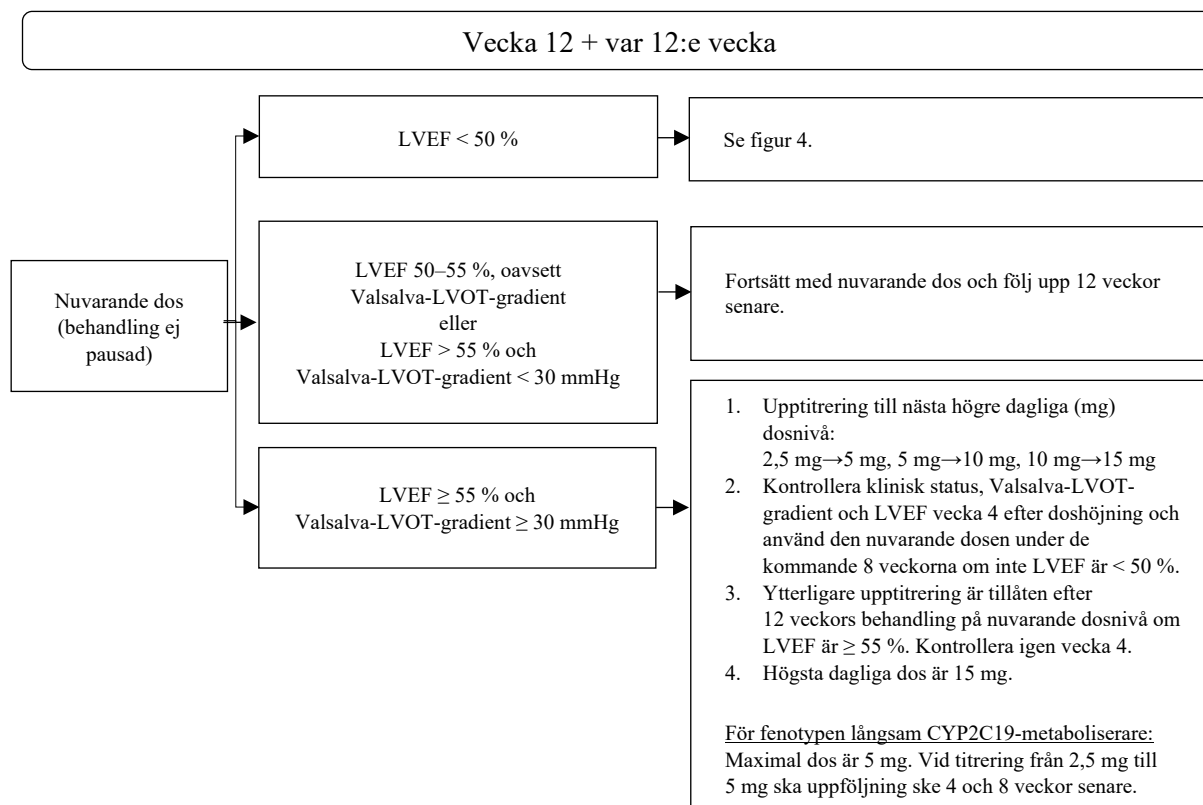 Vecka 12 + var 12:e vecka
Nuvarande dos
(behandling ej
pausad)
LVEF < 50 %
Se figur 4.
LVEF 50–55 %, oavsett
Valsalva-LVOT-gradient
eller
LVEF > 55 % och
Valsalva-LVOT-gradient < 30 mmHg
Fortsätt med nuvarande dos och följ upp 12 veckor
senare.
LVEF ≥ 55 % och
Valsalva-LVOT-gradient ≥ 30 mmHg
1. Upptitrering till nästa högre dagliga (mg)
dosnivå:
2,5 mg→5 mg, 5 mg→10 mg, 10 mg→15 mg
2. Kontrollera klinisk status, Valsalva-LVOT-
gradient och LVEF vecka 4 efter doshöjning och
använd den nuvarande dosen under de
kommande 8 veckorna om inte LVEF är < 50 %.
3. Ytterligare upptitrering är tillåten efter
12 veckors behandling på nuvarande dosnivå om
LVEF är ≥ 55 %. Kontrollera igen vecka 4.
4. Högsta dagliga dos är 15 mg.
För fenotypen långsam CYP2C19-metaboliserare:
Maximal dos är 5 mg. Vid titrering från 2,5 mg till
5 mg ska uppföljning ske 4 och 8 veckor senare.